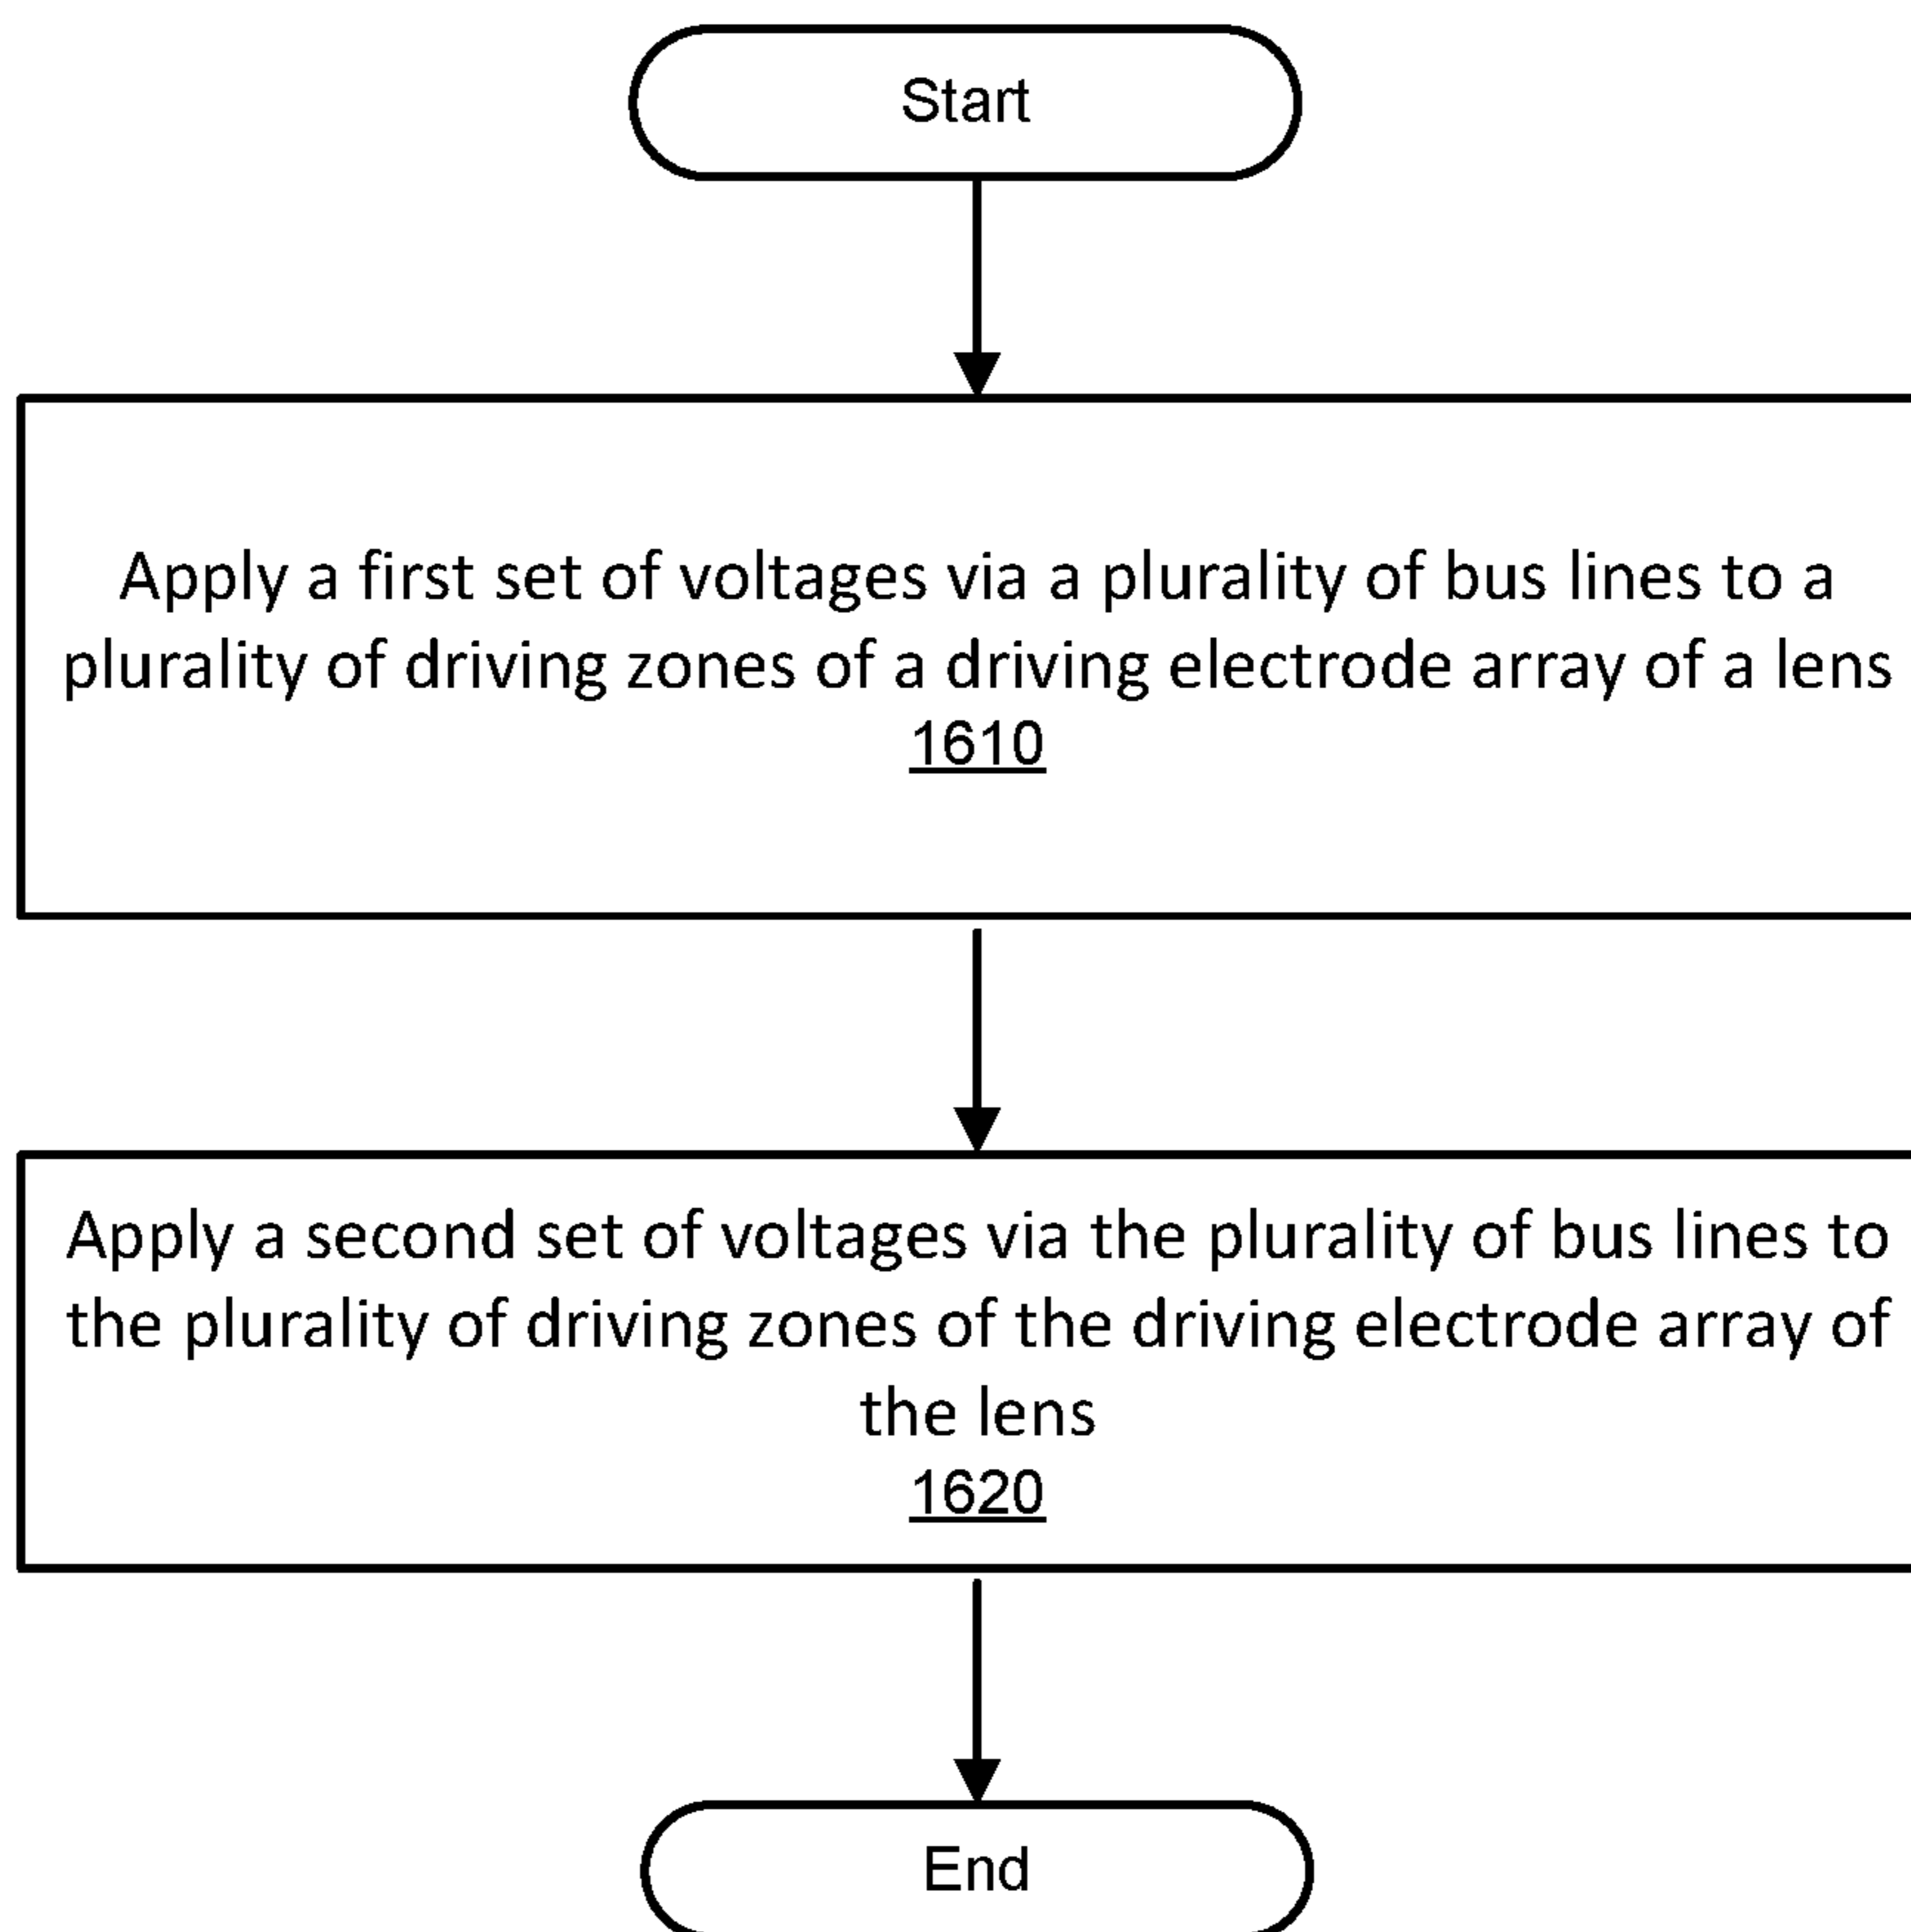 Start
Apply a first set of voltages via a plurality of bus lines to a
plurality of driving zones of a driving electrode array of a lens
1610
Apply a second set of voltages via the plurality of bus lines to
the plurality of driving zones of the driving electrode array of
the lens
1620
End